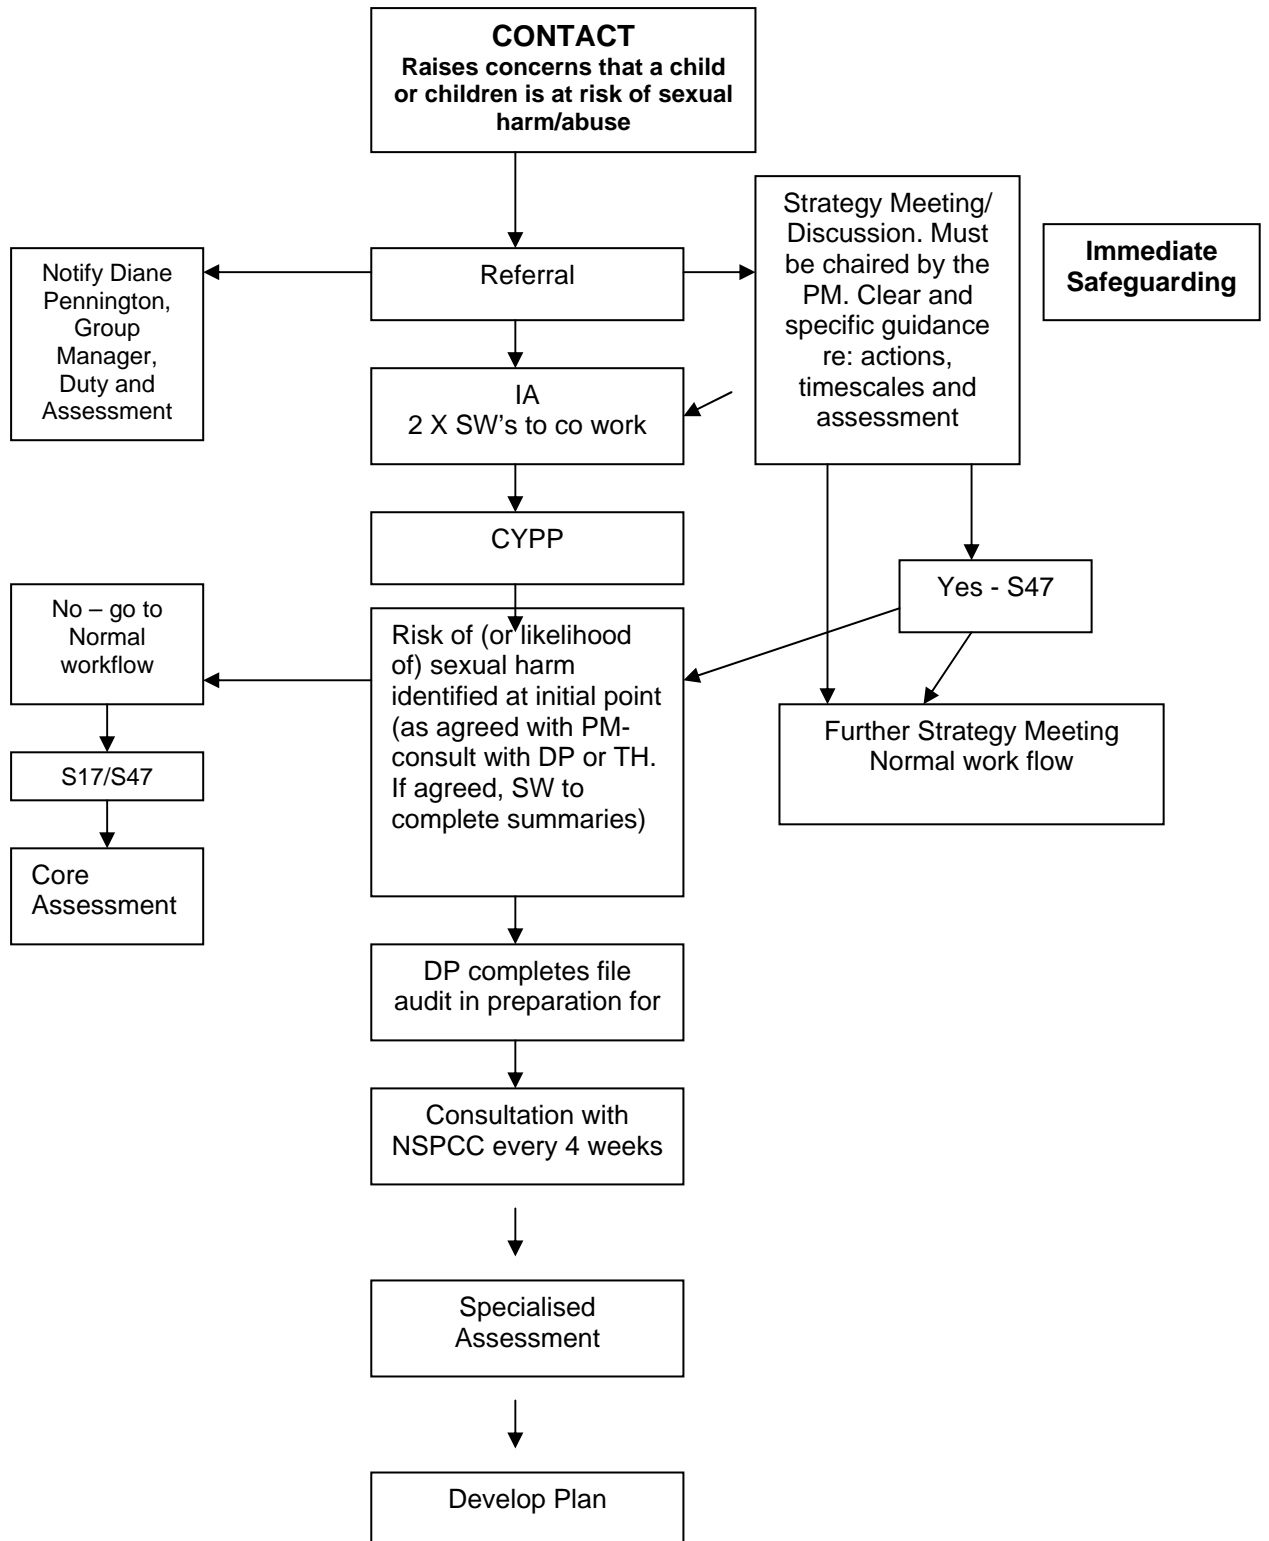 CONTACT
Raises concerns that a child
or children is at risk of sexual
harm/abuse
Strategy Meeting/
Discussion. Must
be chaired by the
PM. Clear and
specific guidance
re: actions,
timescales and
assessment
Immediate
Safeguarding
Notify Diane
Pennington,
Group
Manager,
Duty and
Assessment
Referral
IA
2 X SW's to co work
CYPP
Yes - S47
No – go to
Normal
workflow
Risk of (or likelihood
of) sexual harm
identified at initial point
(as agreed with PM-
consult with DP or TH.
If agreed, SW to
complete summaries)
Further Strategy Meeting
Normal work flow
S17/S47
Core
Assessment
DP completes file
audit in preparation for
Consultation with
NSPCC every 4 weeks
Specialised
Assessment
Develop Plan